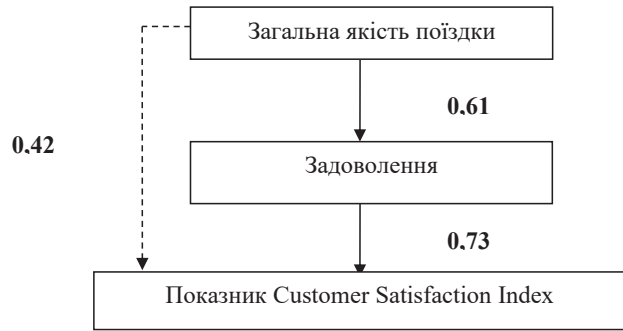 Загальна якість поїздки
0,61
0,42
Задоволення
0,73
Показник Customer Satisfaction Index